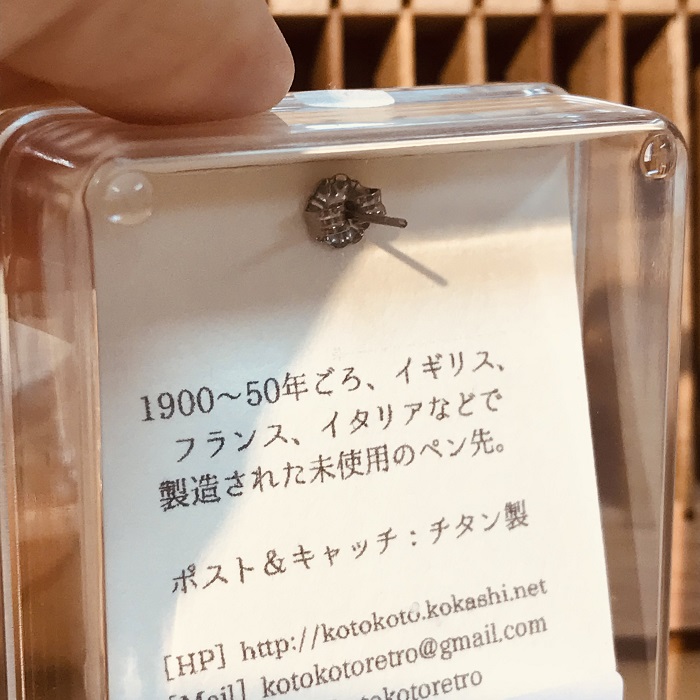 1900～50年ごろ、イギリス、
フランス、イタリアなどで
製造された未使用のペン先。
ポスト＆キャッチ：チタン製
[HP] http://kotokoto.kokashi.net
[Mail] kotokotoretro@gmail.com
kotokotoretro